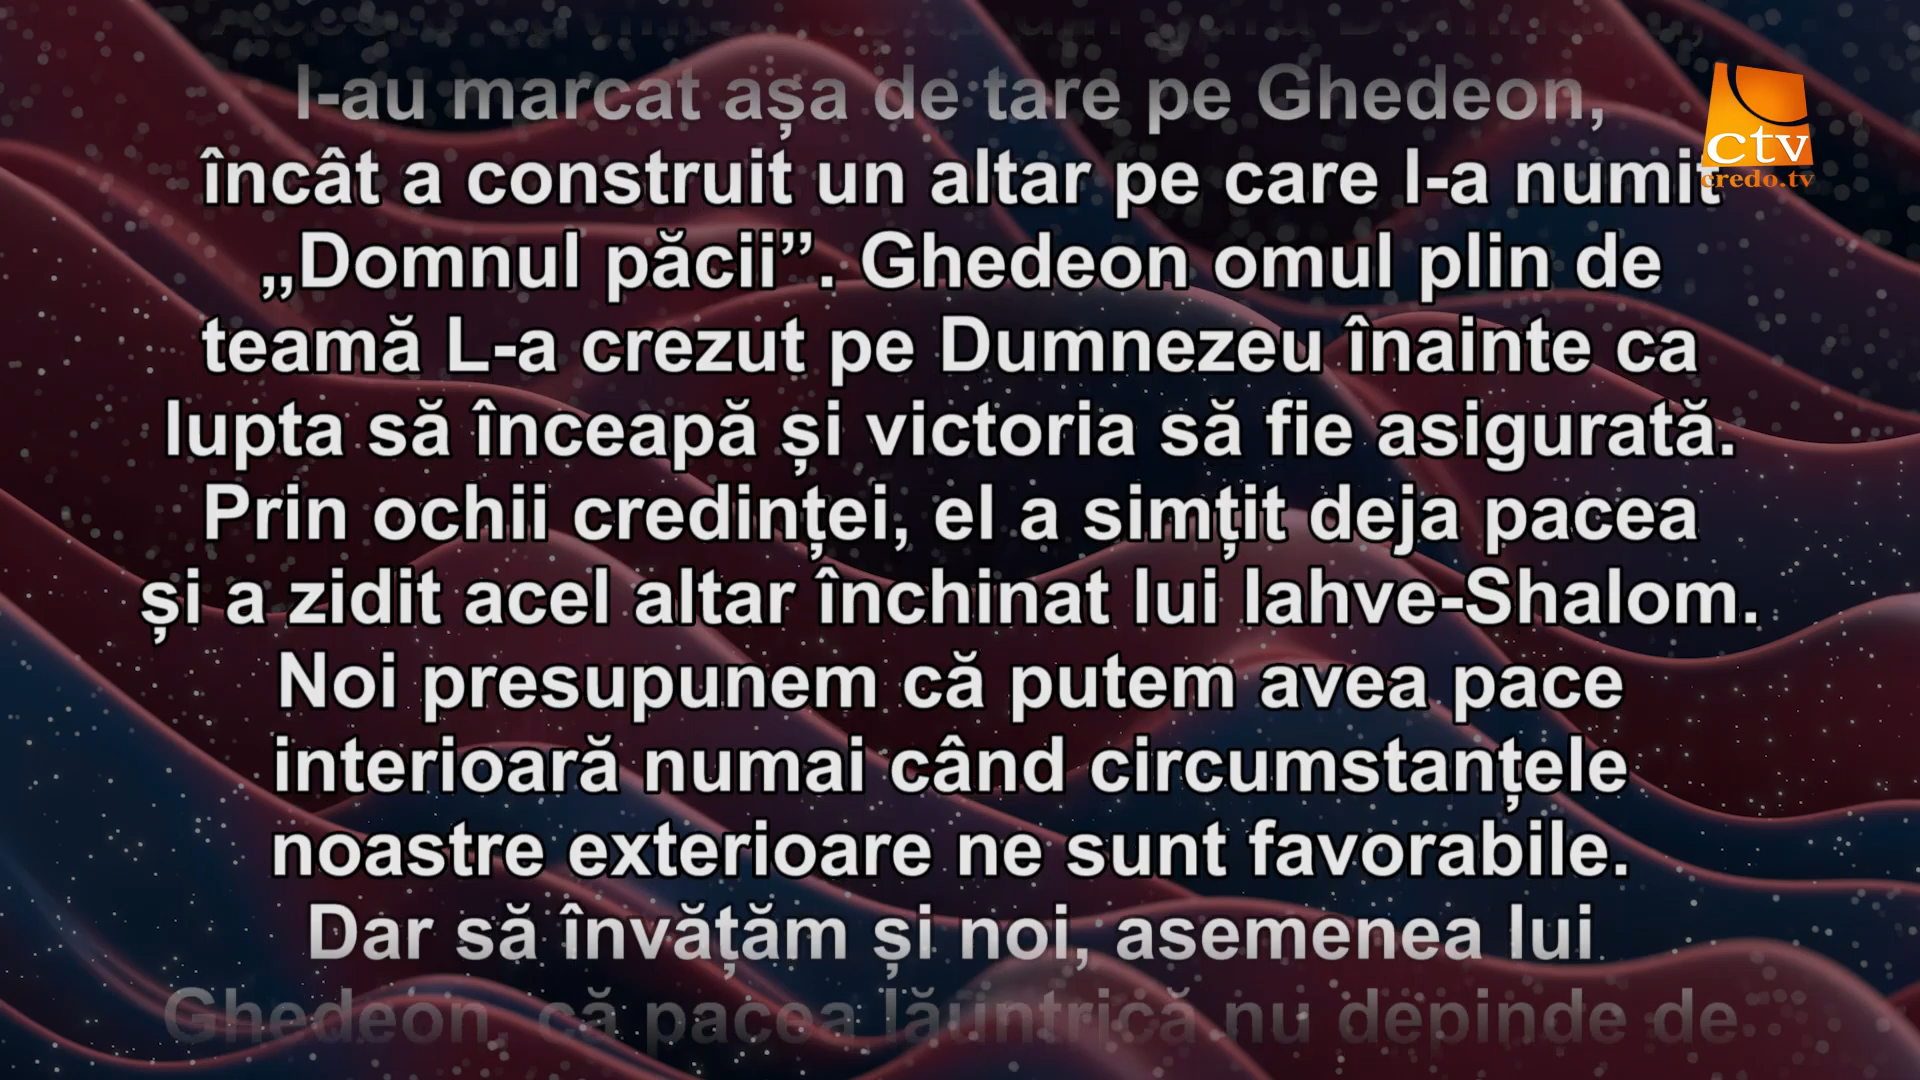 I-au marcat așa de tare pe Ghedeon,
încât a construit un altar pe care l-a numit
„Domnul păcii”. Ghedeon omul plin de
teamă L-a crezut pe Dumnezeu înainte ca
lupta să înceapă și victoria să fie asigurată.
Prin ochii credinței, el a simțit deja pacea
și a zidit acel altar închinat lui Iahve-Shalom.
Noi presupunem că putem avea pace
interioară numai când circumstanțele
noastre exterioare ne sunt favorabile.
Dar să învățăm și noi, asemenea lui
Ghedeon, că pacea lăuntrică nu depinde de
ctv
credo.tv